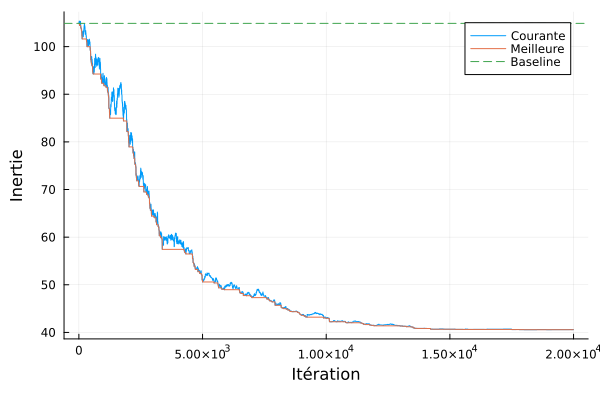 Courante
Meilleure
Baseline
Inertie
100
90
80
70
60
50
40
0
5.00×10³
1.00×10⁴
1.50×10⁴
2.00×10⁴
Itération